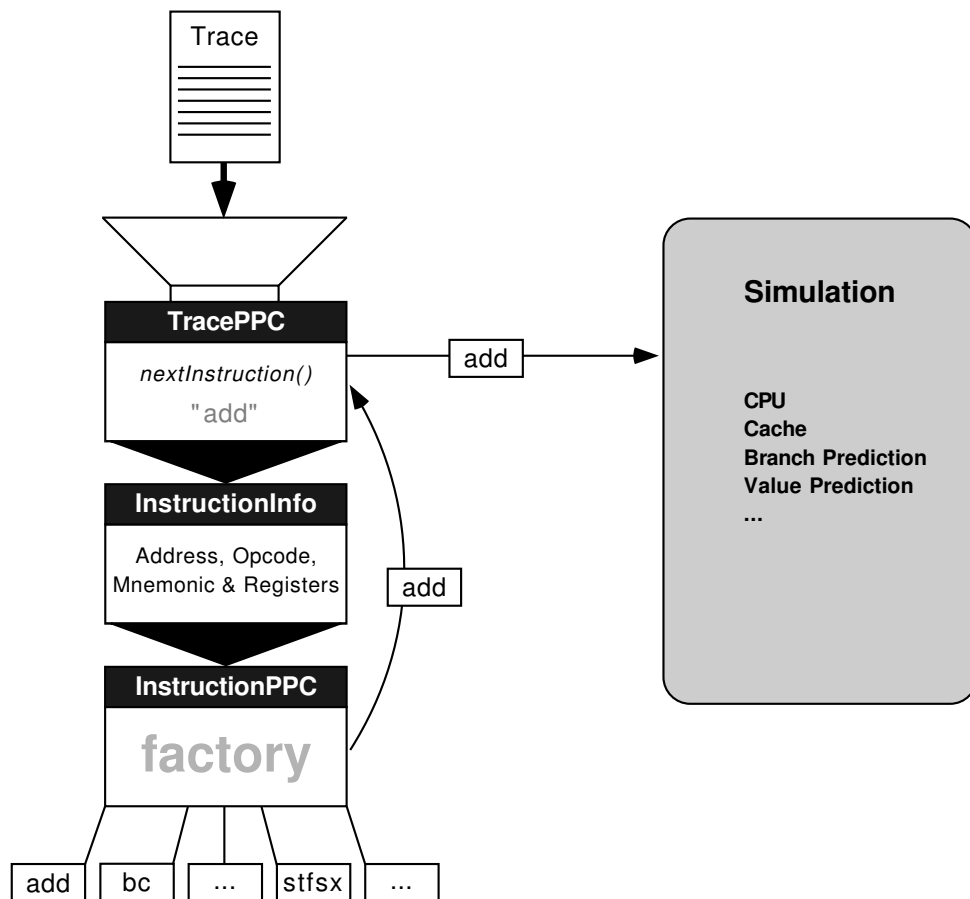 Trace
TracePPC
nextInstruction()
"add"
InstructionInfo
Address, Opcode,
Mnemonic & Registers
InstructionPPC
factory
add
bc
...
stfsx
...
add
add
Simulation
CPU
Cache
Branch Prediction
Value Prediction
...